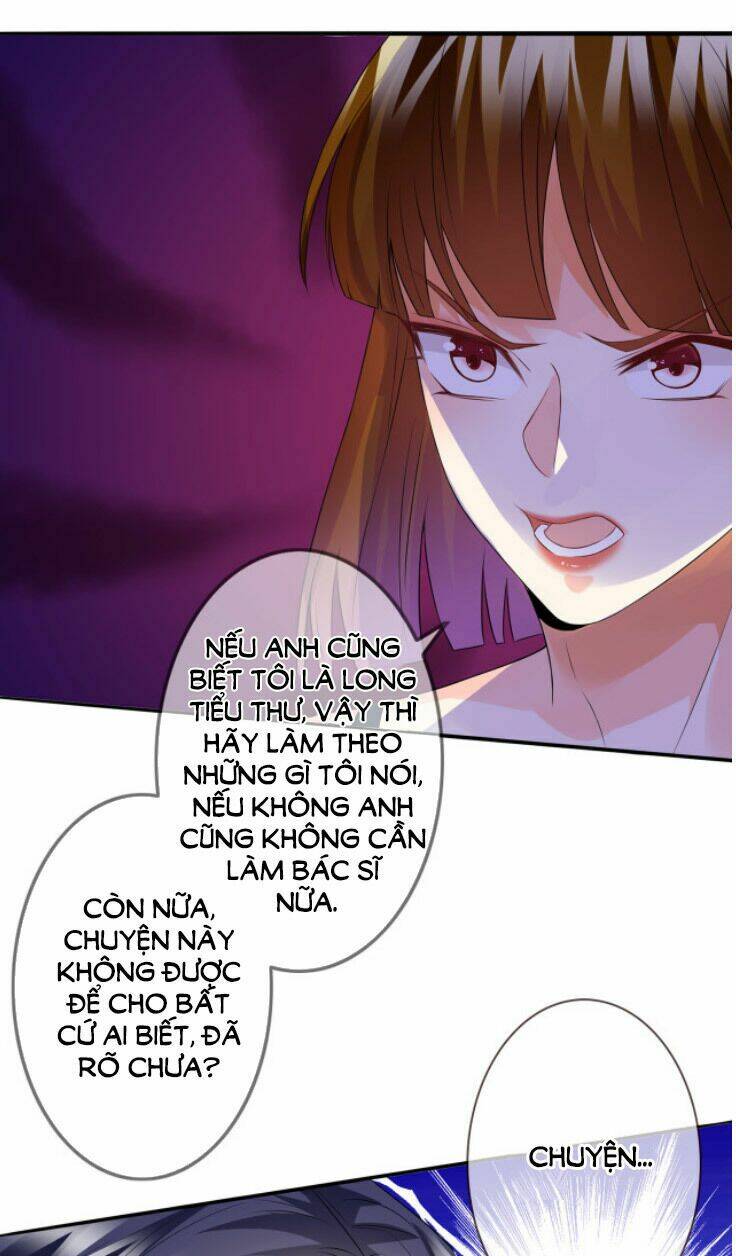 NẾU ANH CŨNG
BIẾT TÔI LÀ LONG
TIỂU THƯ, VẬY THÌ
HÃY LÀM THEO
NHỮNG GÌ TÔI NÓI,
NẾU KHÔNG ANH
CŨNG KHÔNG CẦN
LÀM BÁC SĨ
NỮA.
CÒN NỮA,
CHUYỆN NÀY
KHÔNG ĐƯỢC
ĐỂ CHO BẤT
CỨ AI BIẾT, ĐÃ
RÕ CHƯA?
CHUYỆN...